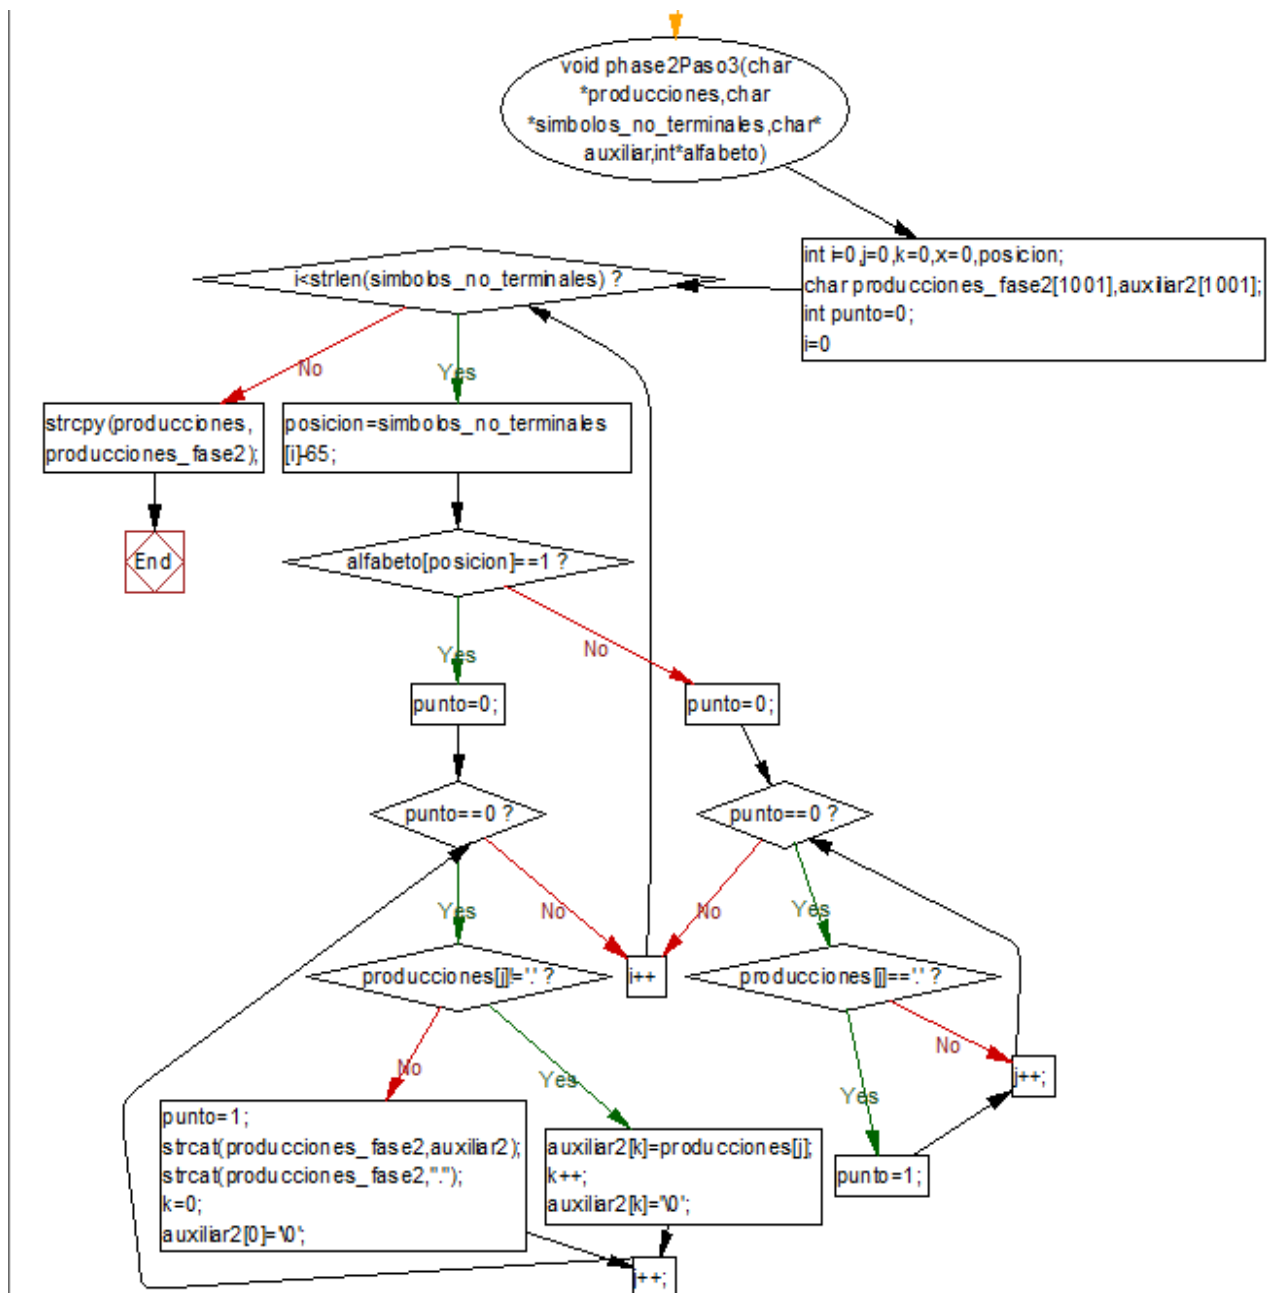 void phase2Paso3(char
*producciones,char
*simbolos_no_terminales,char*
auxiliar,int*alfabeto)
int i=0,j=0,k=0,x=0,posicion;
char producciones_fase2[1001],auxiliar2[1001];
int punto=0;
i=0
i<strlen(simbolos_no_terminales) ?
No
Yes
strcpy(producciones,
producciones_fase2);
posicion=simbolos_no_terminales
[i]-65;
End
alfabeto[posicion]==1 ?
Yes
No
punto=0;
punto=0;
punto==0 ?
punto==0 ?
Yes
No
No
Yes
producciones[j]!='.' ?
i++
producciones[j]=='.' ?
No
Yes
No
Yes
j++;
punto=1;
strcat(producciones_fase2,auxiliar2);
strcat(producciones_fase2,".");
k=0;
auxiliar2[0]='\0';
auxiliar2[k]=producciones[j];
k++;
auxiliar2[k]='\0';
punto=1;
j++;